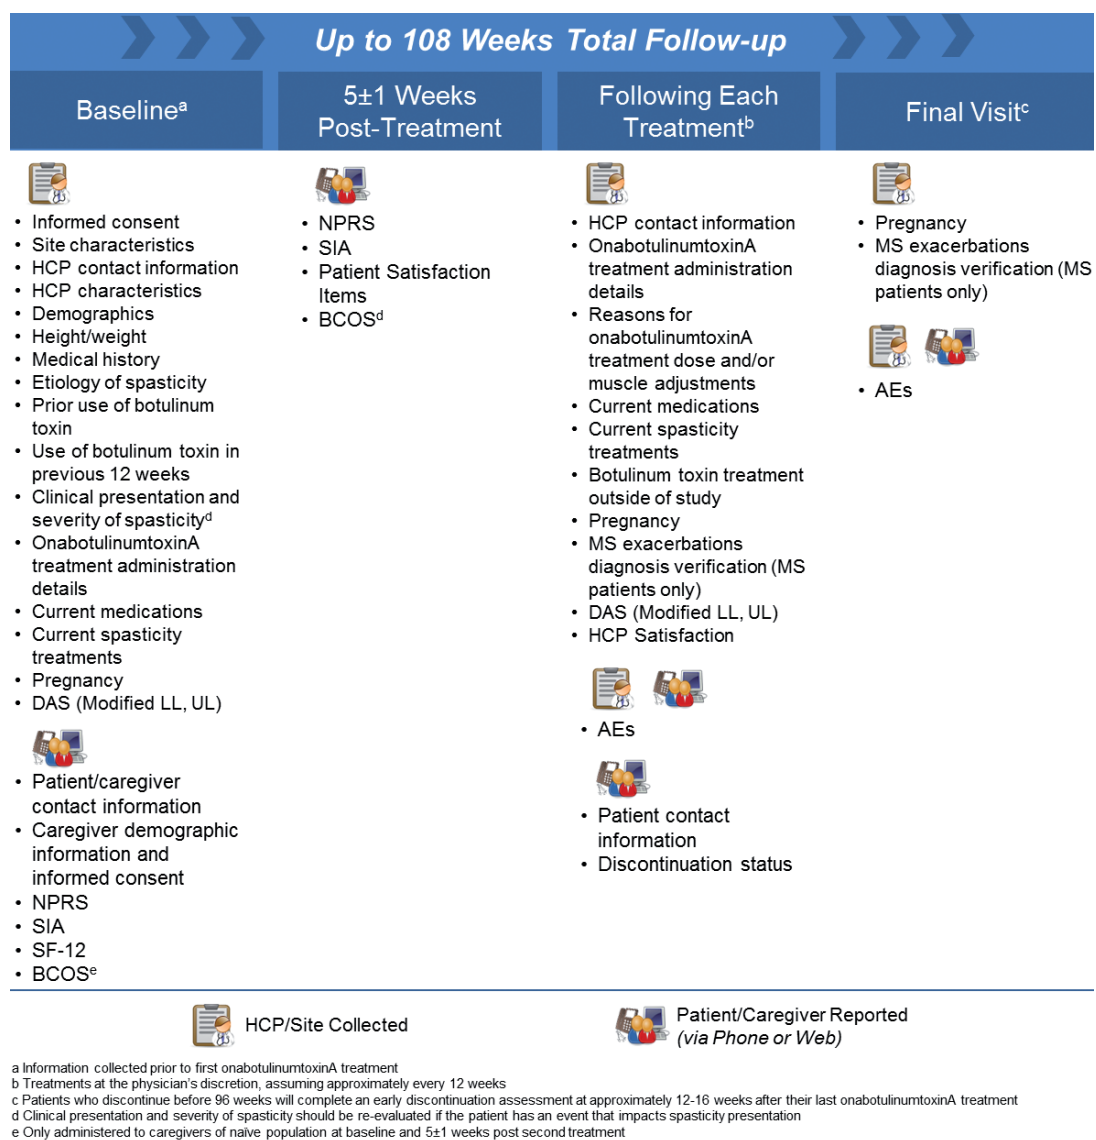 Up to 108 Weeks Total Follow-up
Baselineᵃ
• Informed consent
• Site characteristics
• HCP contact information
• HCP characteristics
• Demographics
• Height/weight
• Medical history
• Etiology of spasticity
• Prior use of botulinum
toxin
• Use of botulinum toxin in
previous 12 weeks
• Clinical presentation and
severity of spasticityᵈ
• OnabotulinumtoxinA
treatment administration
details
• Current medications
• Current spasticity
treatments
• Pregnancy
• DAS (Modified LL, UL)
• Patient/caregiver
contact information
• Caregiver demographic
information and
informed consent
• NPRS
• SIA
• SF-12
• BCOSᵉ
5±1 Weeks
Post-Treatment
• NPRS
• SIA
• Patient Satisfaction
Items
• BCOSᵈ
Following Each
Treatmentᵇ
• HCP contact information
• OnabotulinumtoxinA
treatment administration
details
• Reasons for
onabotulinumtoxinA
treatment dose and/or
muscle adjustments
• Current medications
• Current spasticity
treatments
• Botulinum toxin treatment
outside of study
• Pregnancy
• MS exacerbations
diagnosis verification (MS
patients only)
• DAS (Modified LL, UL)
• HCP Satisfaction
• AEs
• Patient contact
information
• Discontinuation status
Final Visitᶜ
• Pregnancy
• MS exacerbations
diagnosis verification (MS
patients only)
• AEs
HCP/Site Collected
Patient/Caregiver Reported
(via Phone or Web)
a Information collected prior to first onabotulinumtoxinA treatment
b Treatments at the physician's discretion, assuming approximately every 12 weeks
c Patients who discontinue before 96 weeks will complete an early discontinuation assessment at approximately 12-16 weeks after their last onabotulinumtoxinA treatment
d Clinical presentation and severity of spasticity should be re-evaluated if the patient has an event that impacts spasticity presentation
e Only administered to caregivers of naïve population at baseline and 5±1 weeks post second treatment